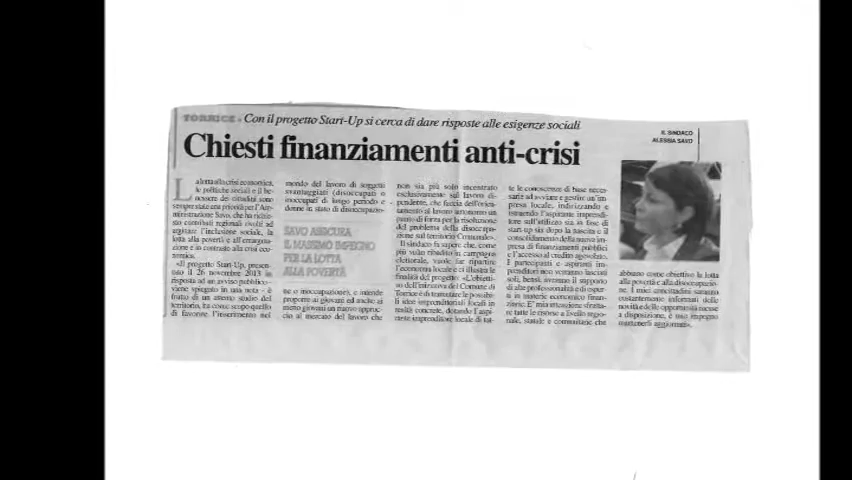 TORRICE - Con il progetto Start-Up si cerca di dare risposte alle esigenze sociali
Chiesti finanziamenti anti-crisi
IL SINDACO
ALESSIA SAVO
La lotta alla crisi economica,
le politiche sociali e il be-
nessere dei cittadini sono
sempre state una priorità per l'Am-
ministrazione Savo, che ha richie-
sto contributi regionali rivolti ad
arginare l'inclusione sociale, la
lotta alla povertà e all'emargina-
zione e in contrasto alla crisi eco-
nomica.
«Il progetto Start-Up, presen-
tato il 26 novembre 2013 in
risposta ad un avviso pubblico -
viene spiegato in una nota - è
frutto di un attento studio del
territorio, ha come scopo quello
di favorire l'inserimento nel
mondo del lavoro di soggetti
svantaggiati (disoccupati o
inoccupati di lungo periodo e
donne in stato di disoccupazio-
SAVO ASSICURA
IL MASSIMO IMPEGNO
PER LA LOTTA
ALLA POVERTÀ
ne o inoccupazione), e intende
proporre ai giovani ed anche ai
meno giovani un nuovo approc-
cio al mercato del lavoro che
non sia più solo incentrato
esclusivamente sul lavoro di-
pendente, che faccia dell'orien-
tamento al lavoro autonomo un
punto di forza per la risoluzione
del problema della disoccupa-
zione sul territorio Comunale».
Il sindaco fa sapere che, come
più volte ribadito in campagna
elettorale, vuole far ripartire
l'economia locale e ci illustra le
finalità del progetto: «L'obietti-
vo dell'iniziativa del Comune di
Torrice è di tramutare le possibi-
li idee imprenditoriali locali in
realtà concrete, dotando l'aspi-
rante imprenditore locale di tut-
te le conoscenze di base neces-
sarie ad avviare e gestire un'im-
presa locale, indirizzando e
istruendo l'aspirante imprendi-
tore sull'utilizzo sia in fase di
start-up sia dopo la nascita e il
consolidamento della nuova im-
presa di finanziamenti pubblici
e l'accesso al credito agevolato.
I partecipanti e aspiranti im-
prenditori non verranno lasciati
soli, bensì, avranno il supporto
di alte professionalità e di esper-
ti in materie economico finan-
ziarie. E' mia intenzione sfrutta-
re tutte le risorse a livello regio-
nale, statale e comunitarie che
abbiano come obiettivo la lotta
alla povertà e alla disoccupazio-
ne. I miei concittadini saranno
costantemente informati delle
novità e delle opportunità messe
a disposizione, è mio impegno
mantenerli aggiornati».